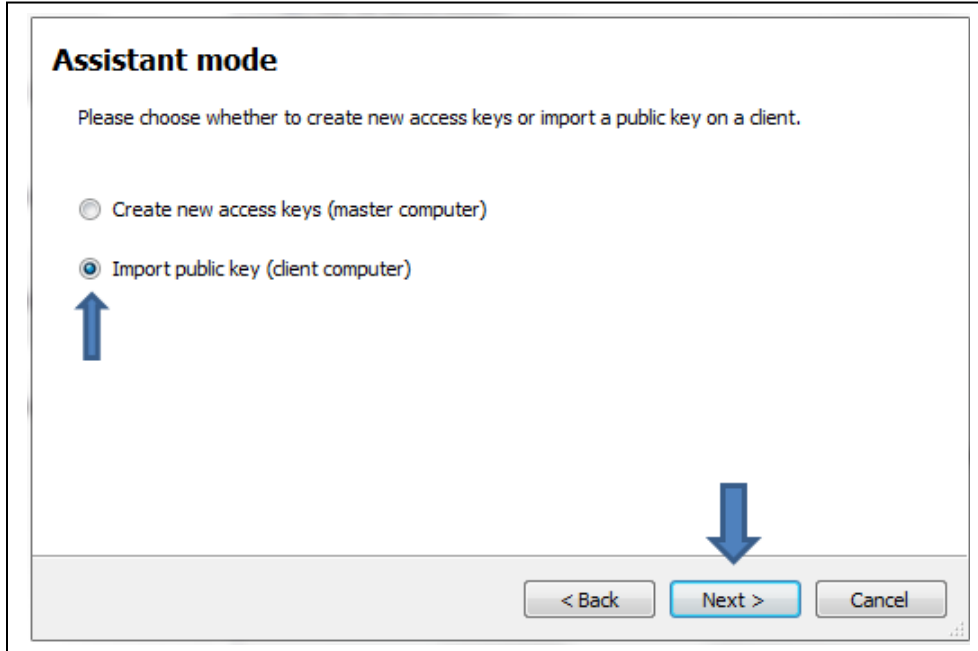 Assistant mode
Please choose whether to create new access keys or import a public key on a client.
Create new access keys (master computer)
Import public key (client computer)
< Back Next > Cancel